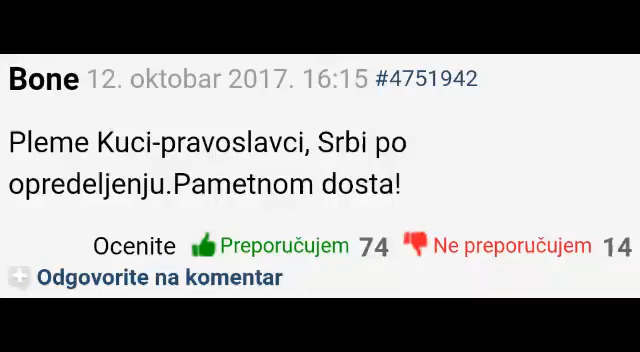 Bone 12. oktobar 2017. 16:15 #4751942
Pleme Kuci-pravoslavci, Srbi po
opredeljenju.Pametnom dosta!
Ocenite Preporučujem 74 Ne preporučujem 14
Odgovorite na komentar